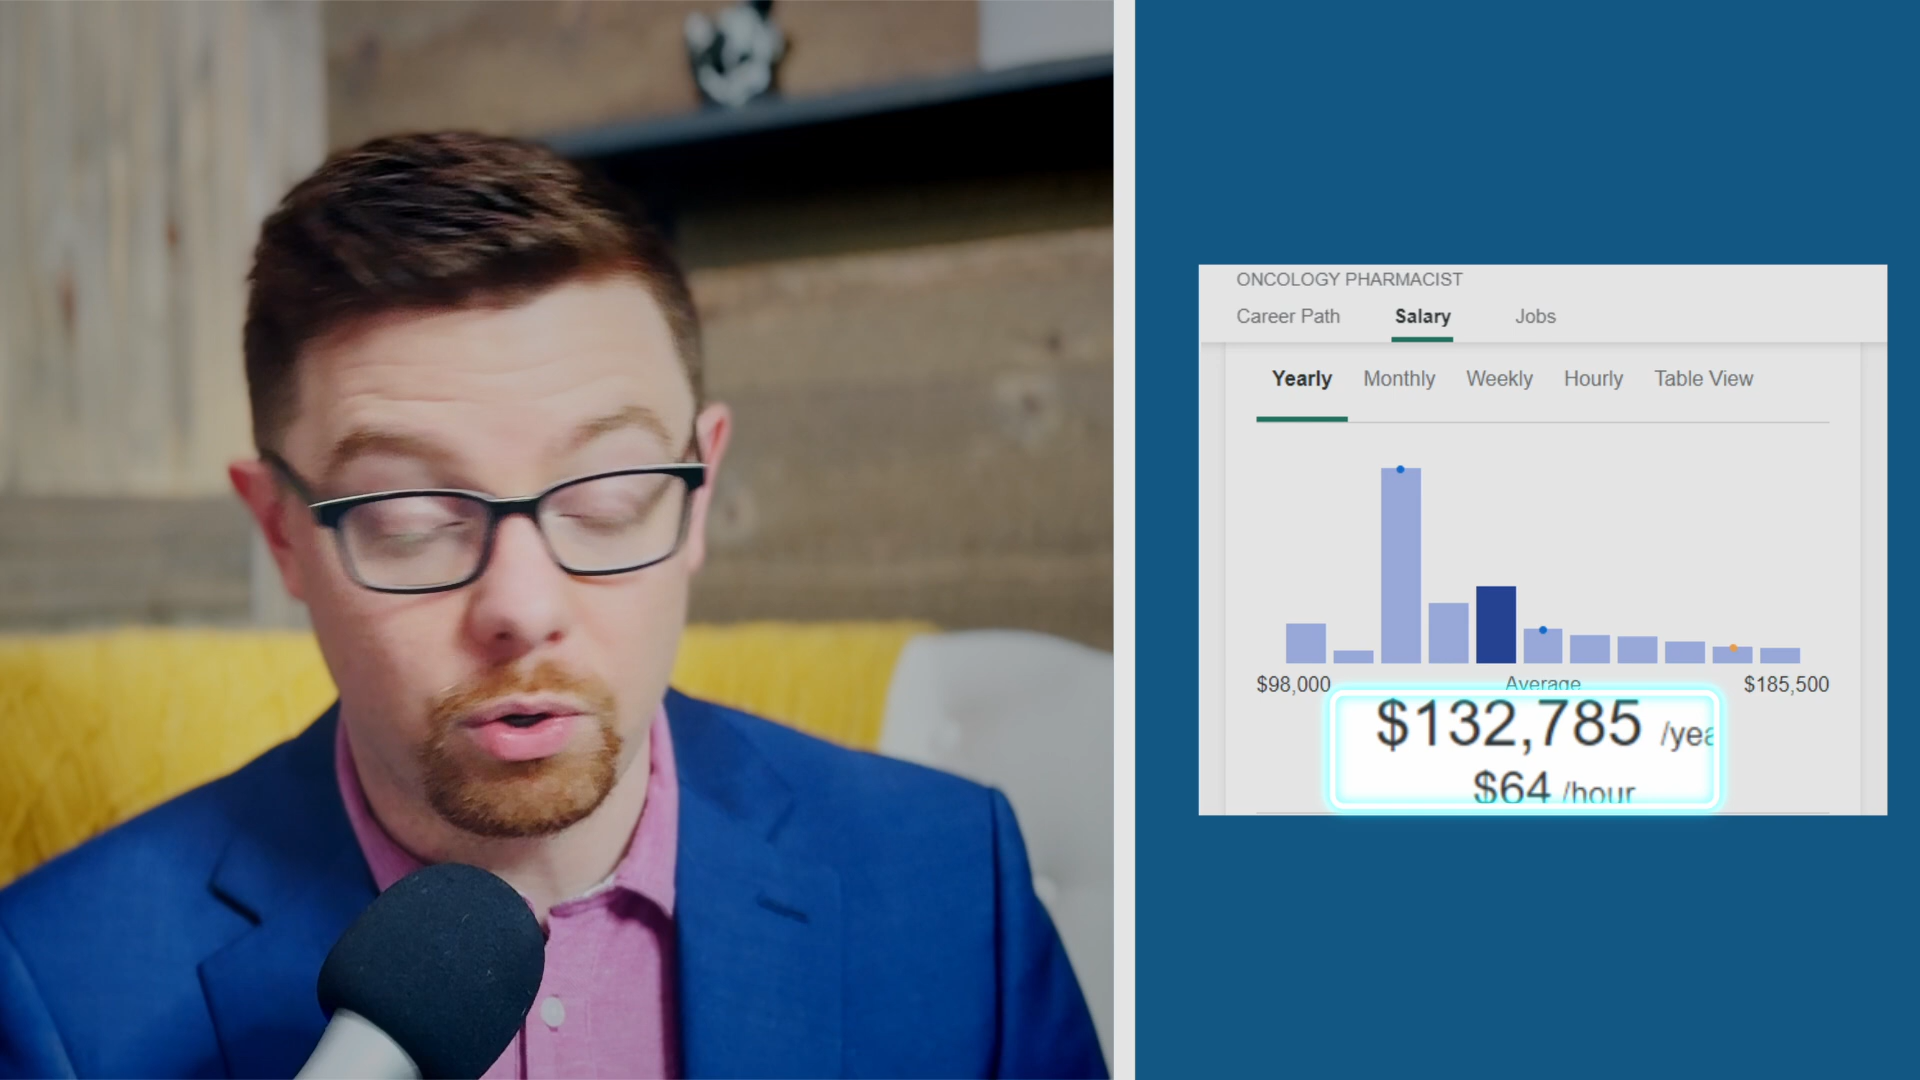 ONCOLOGY PHARMACIST
Career Path Salary Jobs
Yearly Monthly Weekly Hourly Table View
$98,000 Average $185,500
$132,785 /yea
$64 /hour